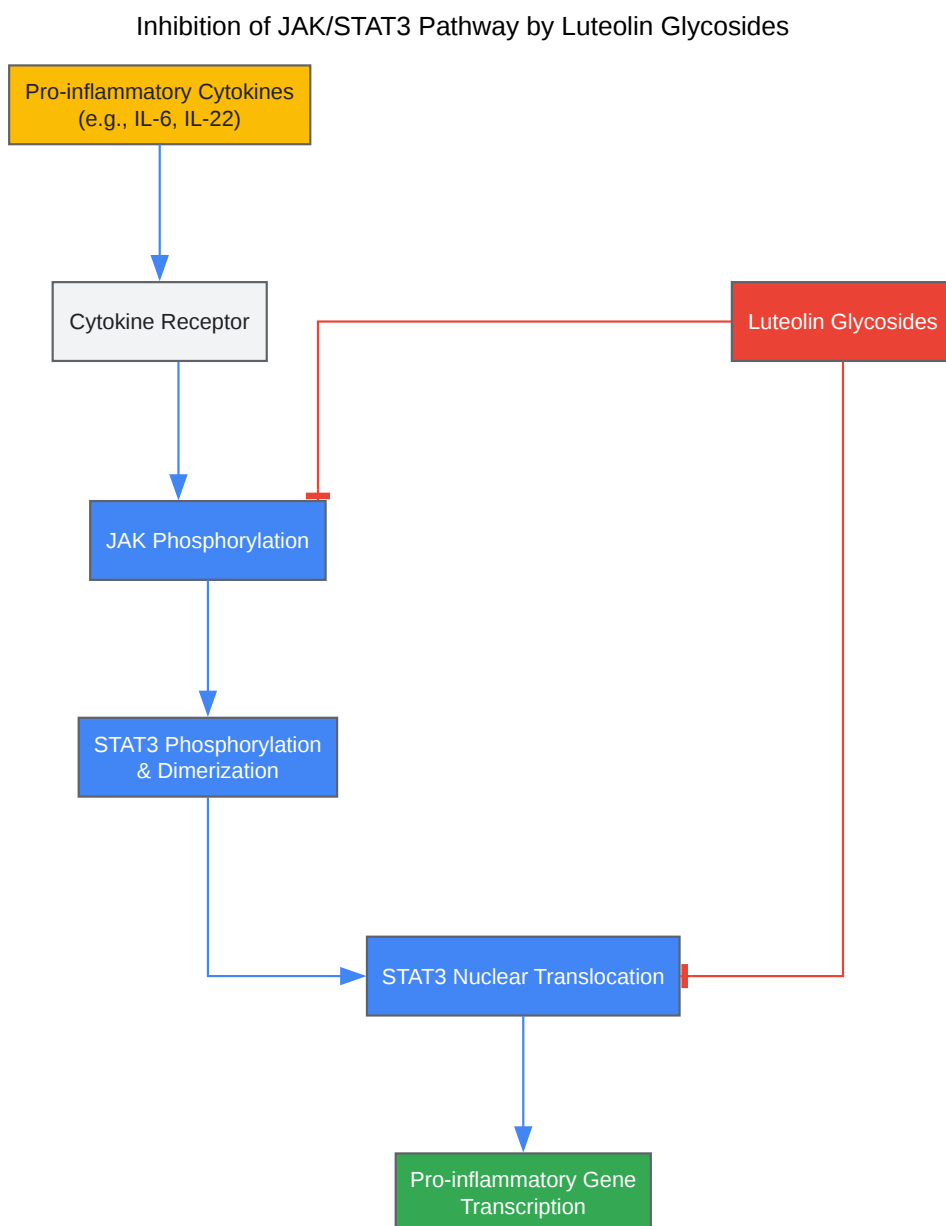 Inhibition of JAK/STAT3 Pathway by Luteolin Glycosides
Pro-inflammatory Cytokines
(e.g., IL-6, IL-22)
Cytokine Receptor
Luteolin Glycosides
JAK Phosphorylation
STAT3 Phosphorylation
& Dimerization
STAT3 Nuclear Translocation
Pro-inflammatory Gene
Transcription